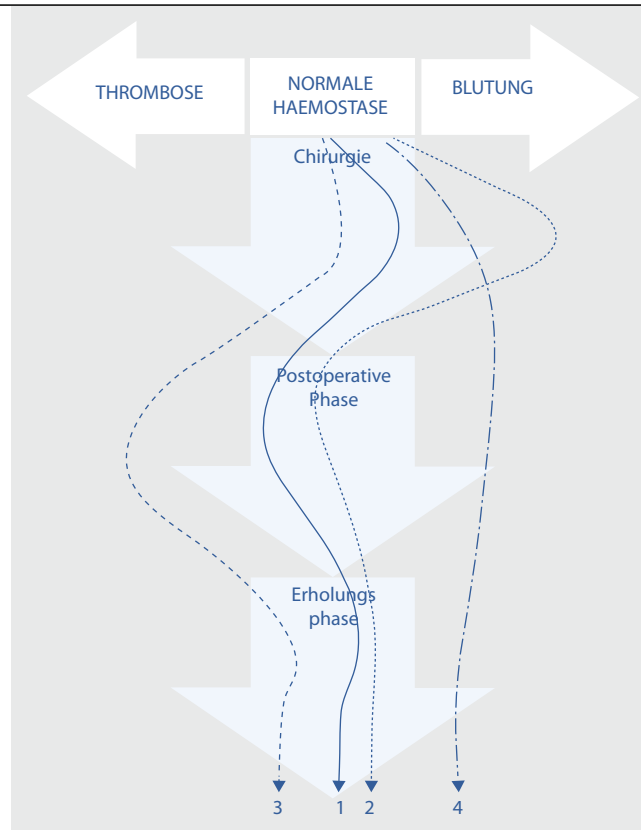 THROMBOSE
NORMALE
HAEMOSTASE
BLUTUNG
Chirurgie
Postoperative
Phase
Erholungs
phase
3 1 2 4